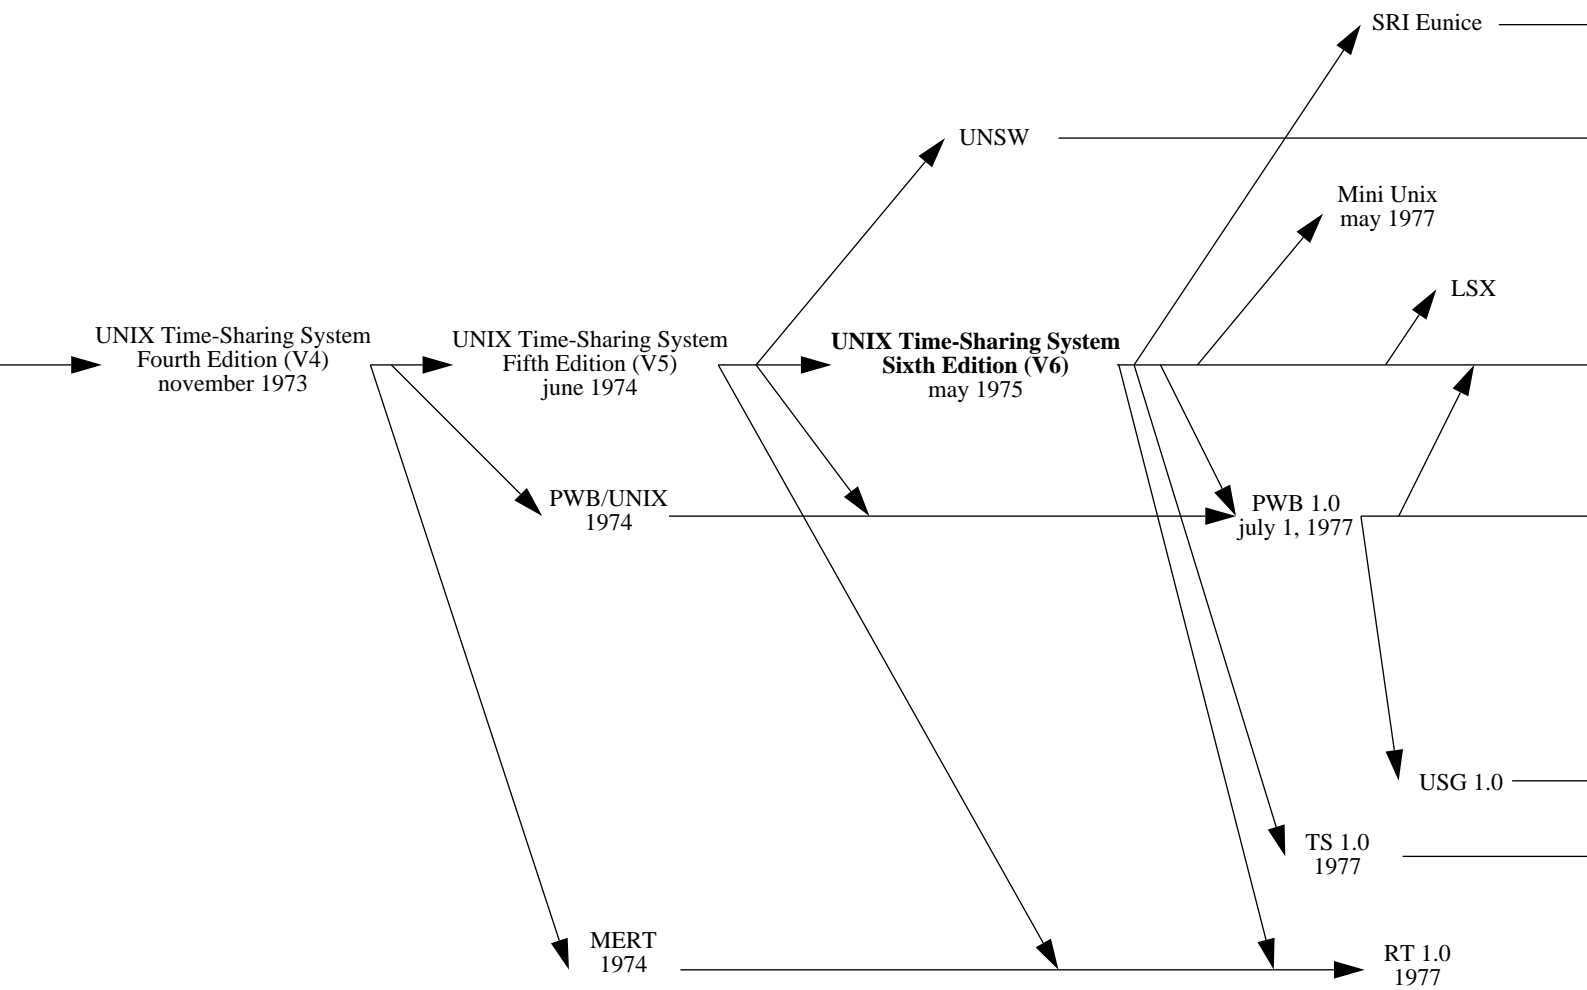 SRI Eunice
UNSW
Mini Unix
may 1977
LSX
UNIX Time-Sharing System
Fourth Edition (V4)
november 1973
UNIX Time-Sharing System
Fifth Edition (V5)
june 1974
UNIX Time-Sharing System
Sixth Edition (V6)
may 1975
PWB/UNIX
1974
PWB 1.0
july 1, 1977
USG 1.0
TS 1.0
1977
MERT
1974
RT 1.0
1977